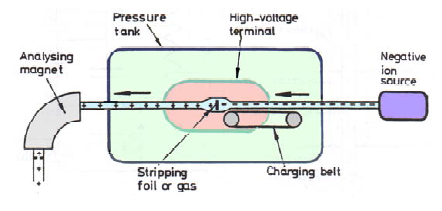 Pressure
tank
High-voltage
terminal
Analysing
magnet
Negative
ion
source
Stripping
foil or gas
Charging belt